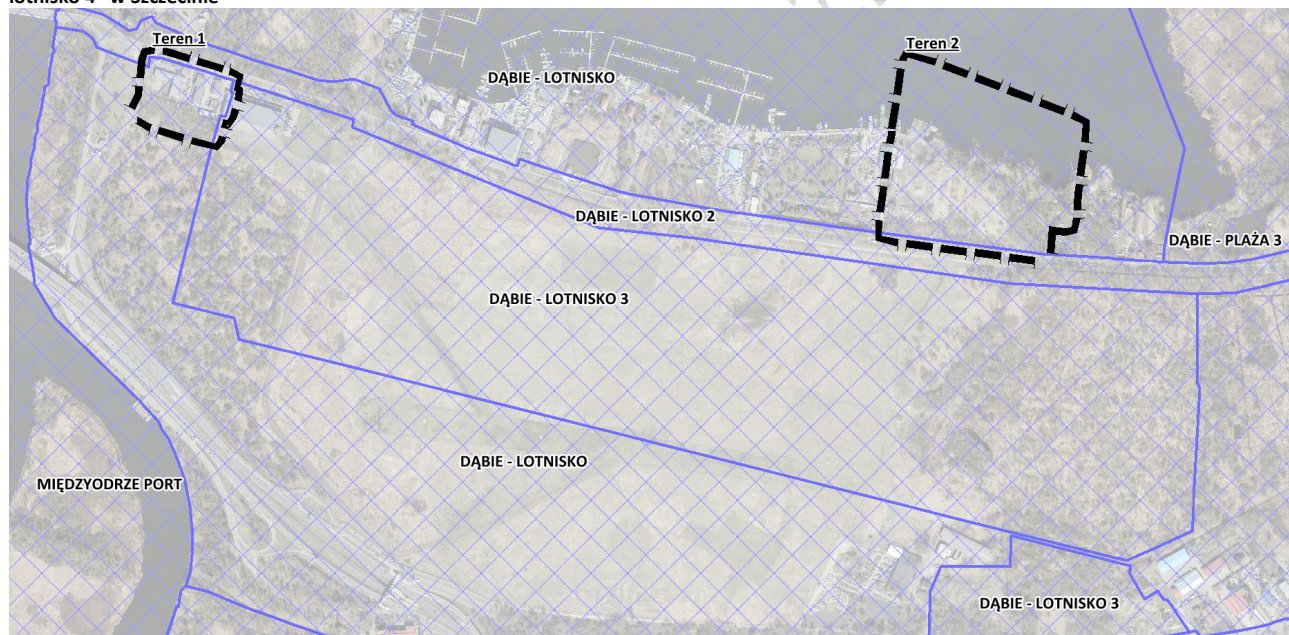 lotnisko 4" w Szczecinie
Teren 1
Teren 2
DĄBIE - LOTNISKO
DĄBIE - LOTNISKO 2
DĄBIE - PLAŻA 3
DĄBIE - LOTNISKO 3
DĄBIE - LOTNISKO
MIĘDZYODRZE PORT
DĄBIE - LOTNISKO 3